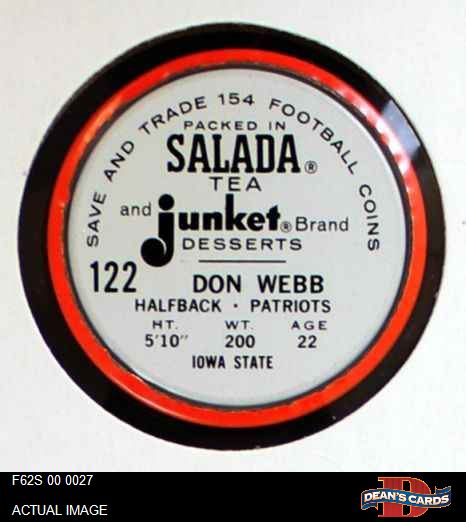 SAVE AND TRADE 154 FOOTBALL COINS
PACKED IN
SALADA®
TEA
and junket® Brand
DESSERTS
122
DON WEBB
HALFBACK · PATRIOTS
HT. WT. AGE
5'10" 200 22
IOWA STATE
F62S 00 0027
ACTUAL IMAGE
D
DEAN'S CARDS